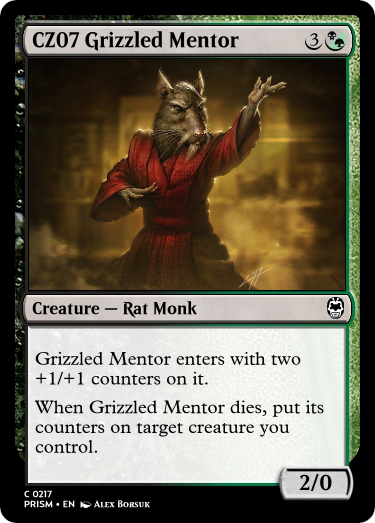 CZ07 Grizzled Mentor 3
Creature — Rat Monk
Grizzled Mentor enters with two
+1/+1 counters on it.
When Grizzled Mentor dies, put its
counters on target creature you
control.
2/0
C 0217
PRISM • EN Alex Borsuk